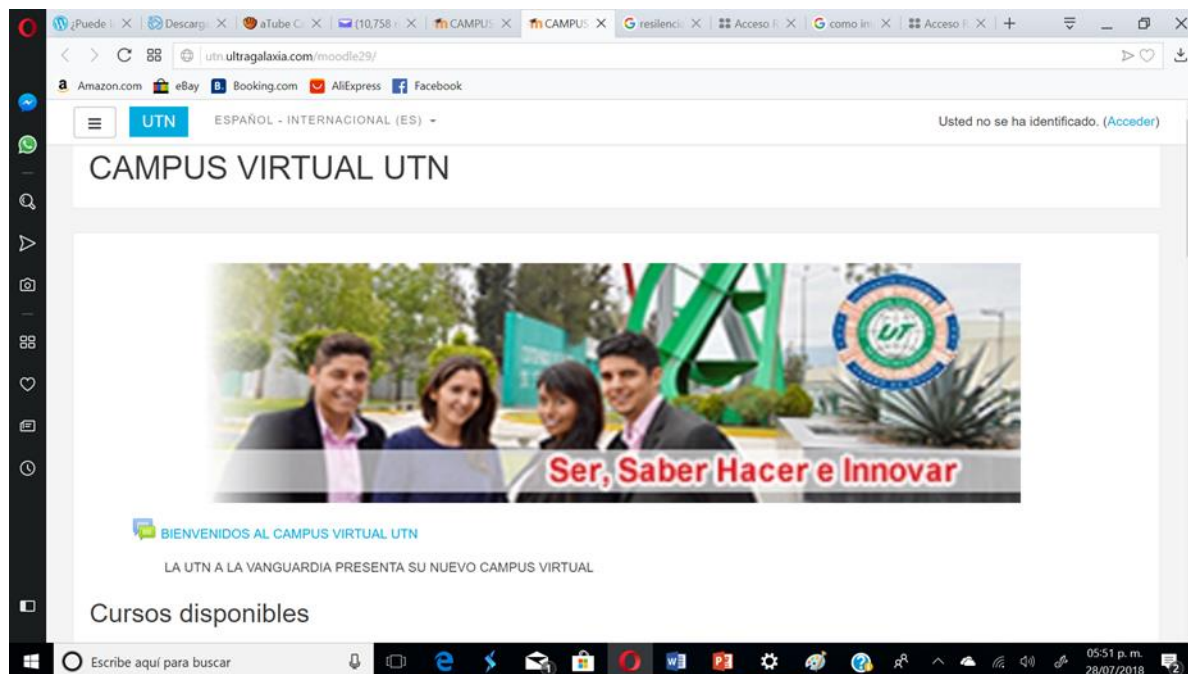 ¿Puede
Descarg
aTube C
(10,758
CAMPUS
CAMPUS
resilenci
Acceso
como in
Acceso
utn.ultragalaxia.com/moodle29/
Amazon.com eBay Booking.com AliExpress Facebook
UTN ESPAÑOL - INTERNACIONAL (ES) Usted no se ha identificado. (Acceder)
CAMPUS VIRTUAL UTN
UT
Ser, Saber Hacer e Innovar
BIENVENIDOS AL CAMPUS VIRTUAL UTN
LA UTN A LA VANGUARDIA PRESENTA SU NUEVO CAMPUS VIRTUAL
Cursos disponibles
Escribe aquí para buscar
05:51 p. m.
28/07/2018